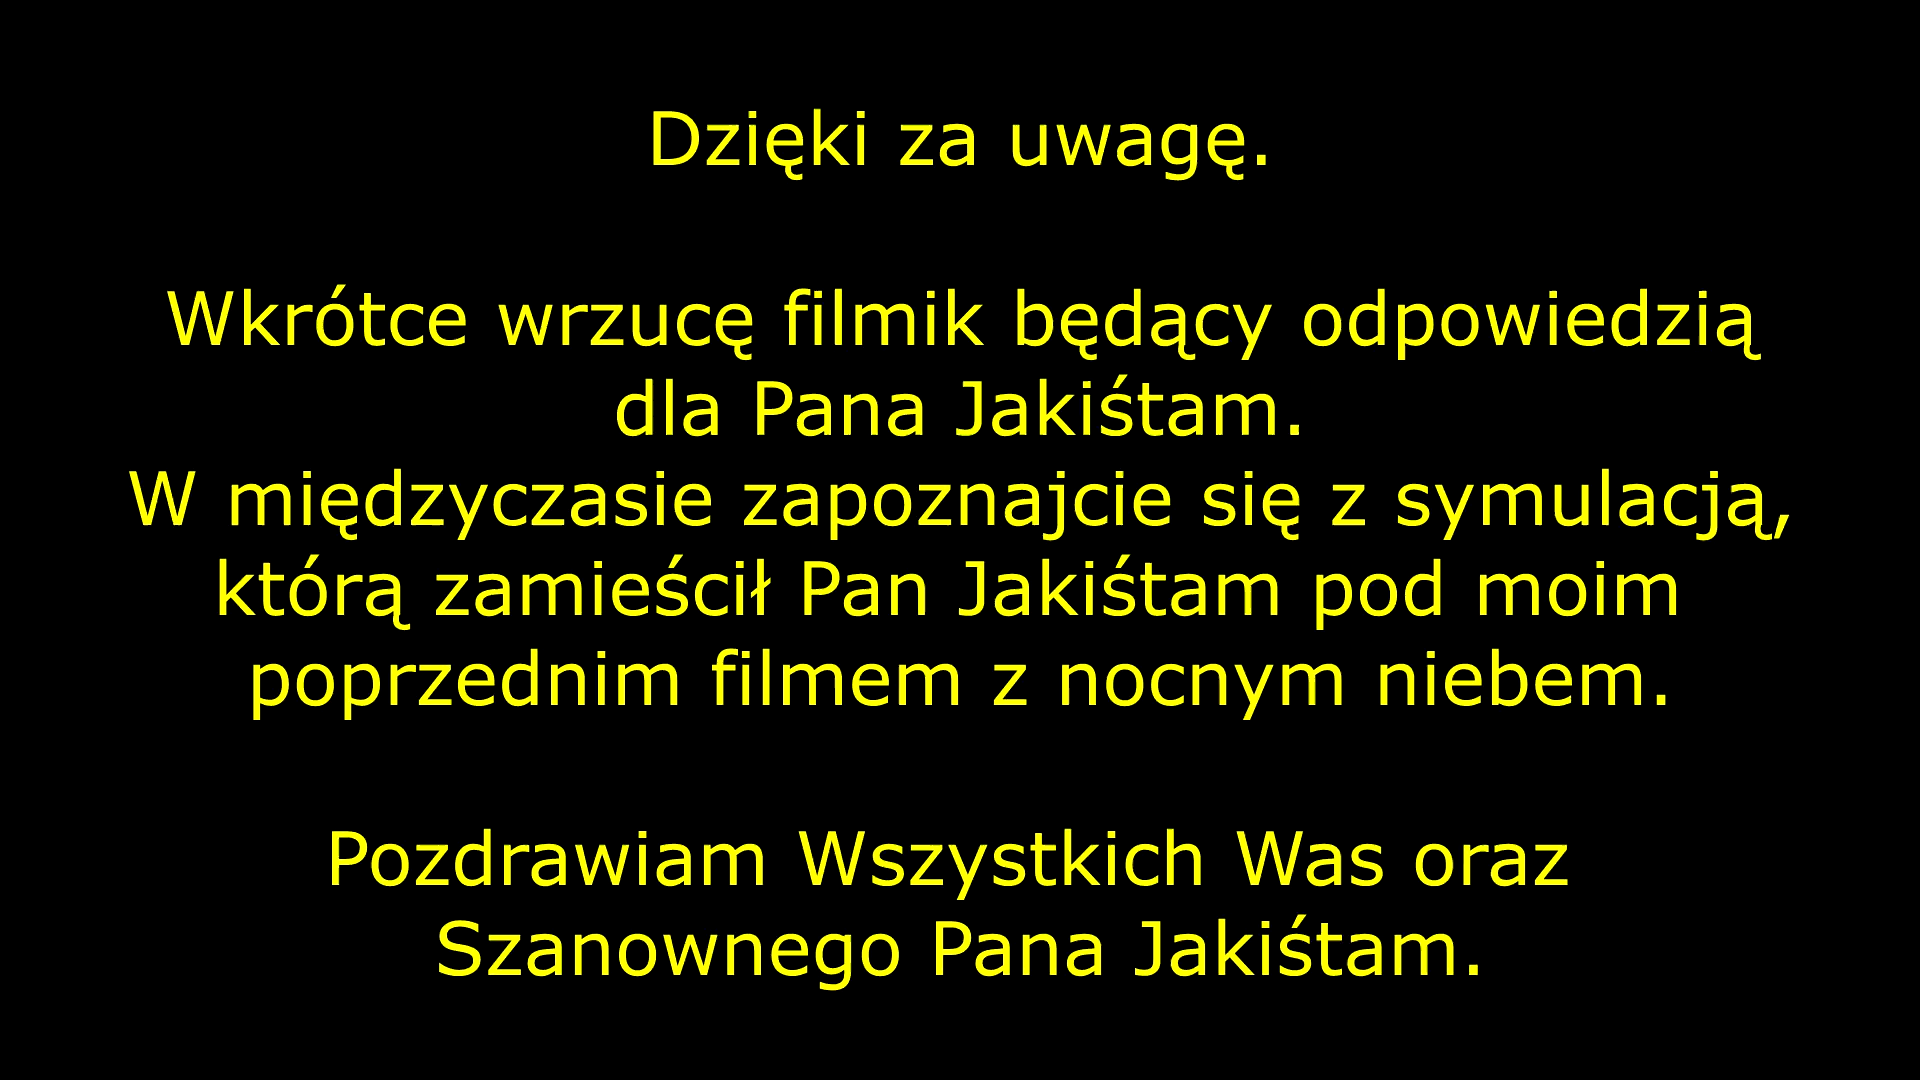 Dzięki za uwagę.
Wkrótce wrzucę filmik będący odpowiedzią
dla Pana Jakiśtam.
W międzyczasie zapoznajcie się z symulacją,
którą zamieścił Pan Jakiśtam pod moim
poprzednim filmem z nocnym niebem.
Pozdrawiam Wszystkich Was oraz
Szanownego Pana Jakiśtam.